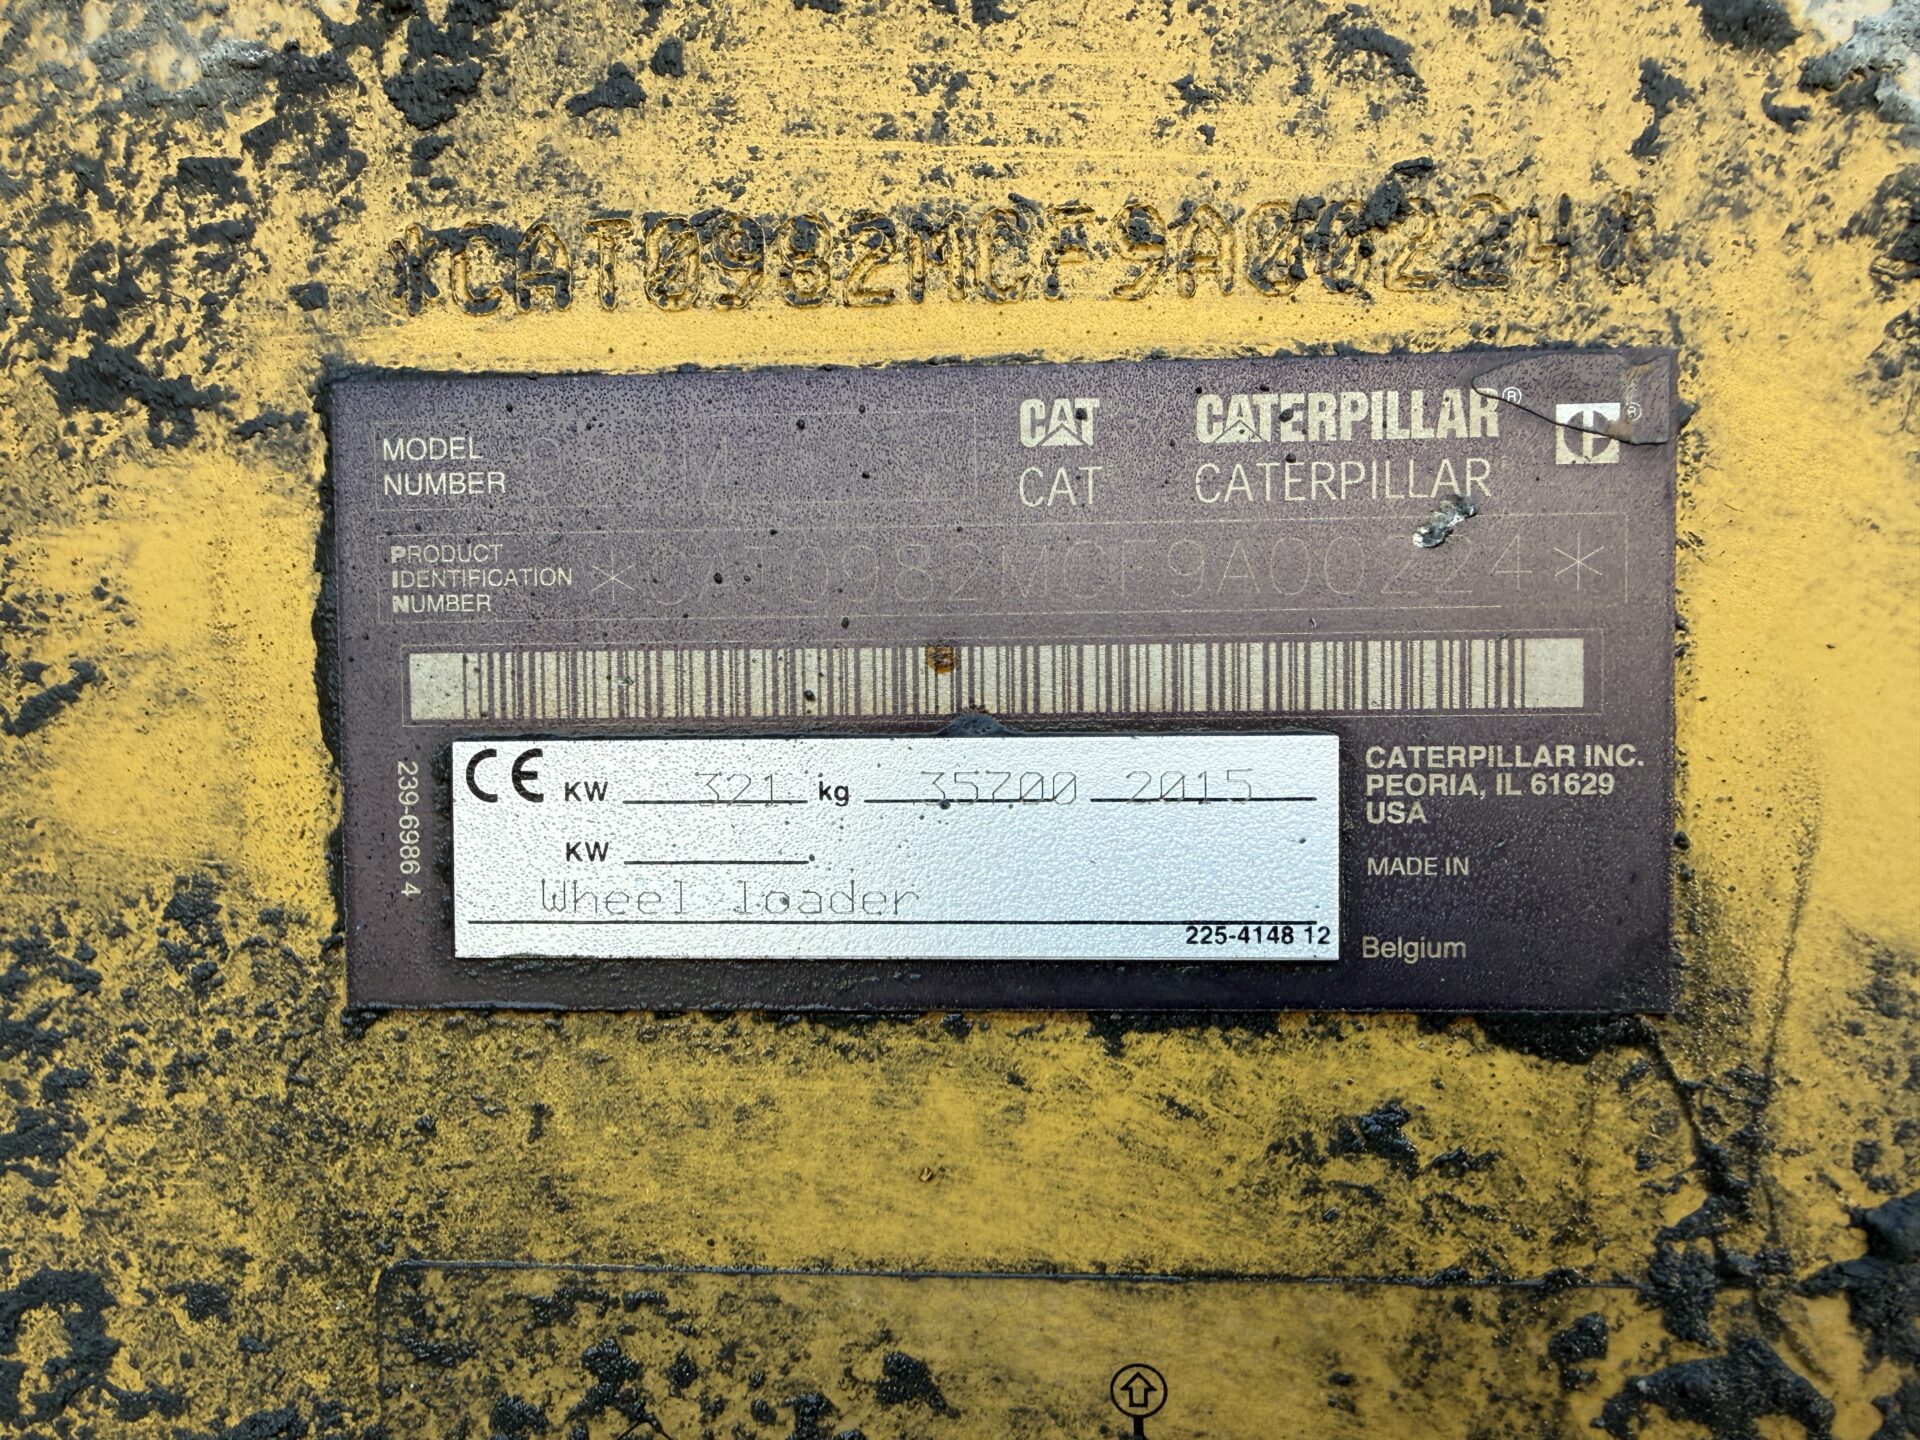 *CAT0982MCF9A00224*
MODEL NUMBER 982M
CAT CATERPILLAR®
CAT CATERPILLAR
PRODUCT IDENTIFICATION NUMBER *CAT0982MCF9A00224*
239-6986 4
CE KW 321 kg 35700 2015
KW
Wheel loader
225-4148 12
CATERPILLAR INC.
PEORIA, IL 61629
USA
MADE IN
Belgium